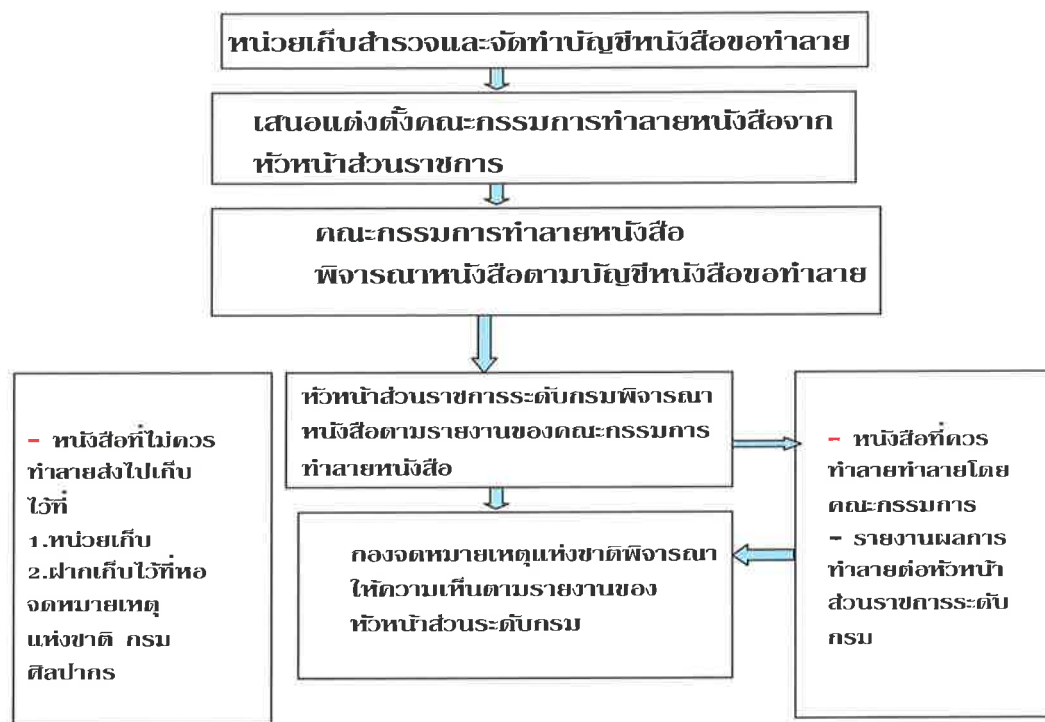 หน่วยเก็บสำรวจและจัดทำบัญชีหนังสือขอทำลาย
เสนอแต่งตั้งคณะกรรมการทำลายหนังสือจาก
หัวหน้าส่วนราชการ
คณะกรรมการทำลายหนังสือ
พิจารณาหนังสือตามบัญชีหนังสือขอทำลาย
หัวหน้าส่วนราชการระดับกรมพิจารณา
หนังสือตามรายงานของคณะกรรมการ
ทำลายหนังสือ
กองจดหมายเหตุแห่งชาติพิจารณา
ให้ความเห็นตามรายงานของ
หัวหน้าส่วนระดับกรม
- หนังสือที่ไม่ควร
ทำลายส่งไปเก็บ
ไว้ที่
1.หน่วยเก็บ
2.ฝากเก็บไว้ที่หอ
จดหมายเหตุ
แห่งชาติ กรม
ศิลปากร
- หนังสือที่ควร
ทำลายทำลายโดย
คณะกรรมการ
- รายงานผลการ
ทำลายต่อหัวหน้า
ส่วนราชการระดับ
กรม